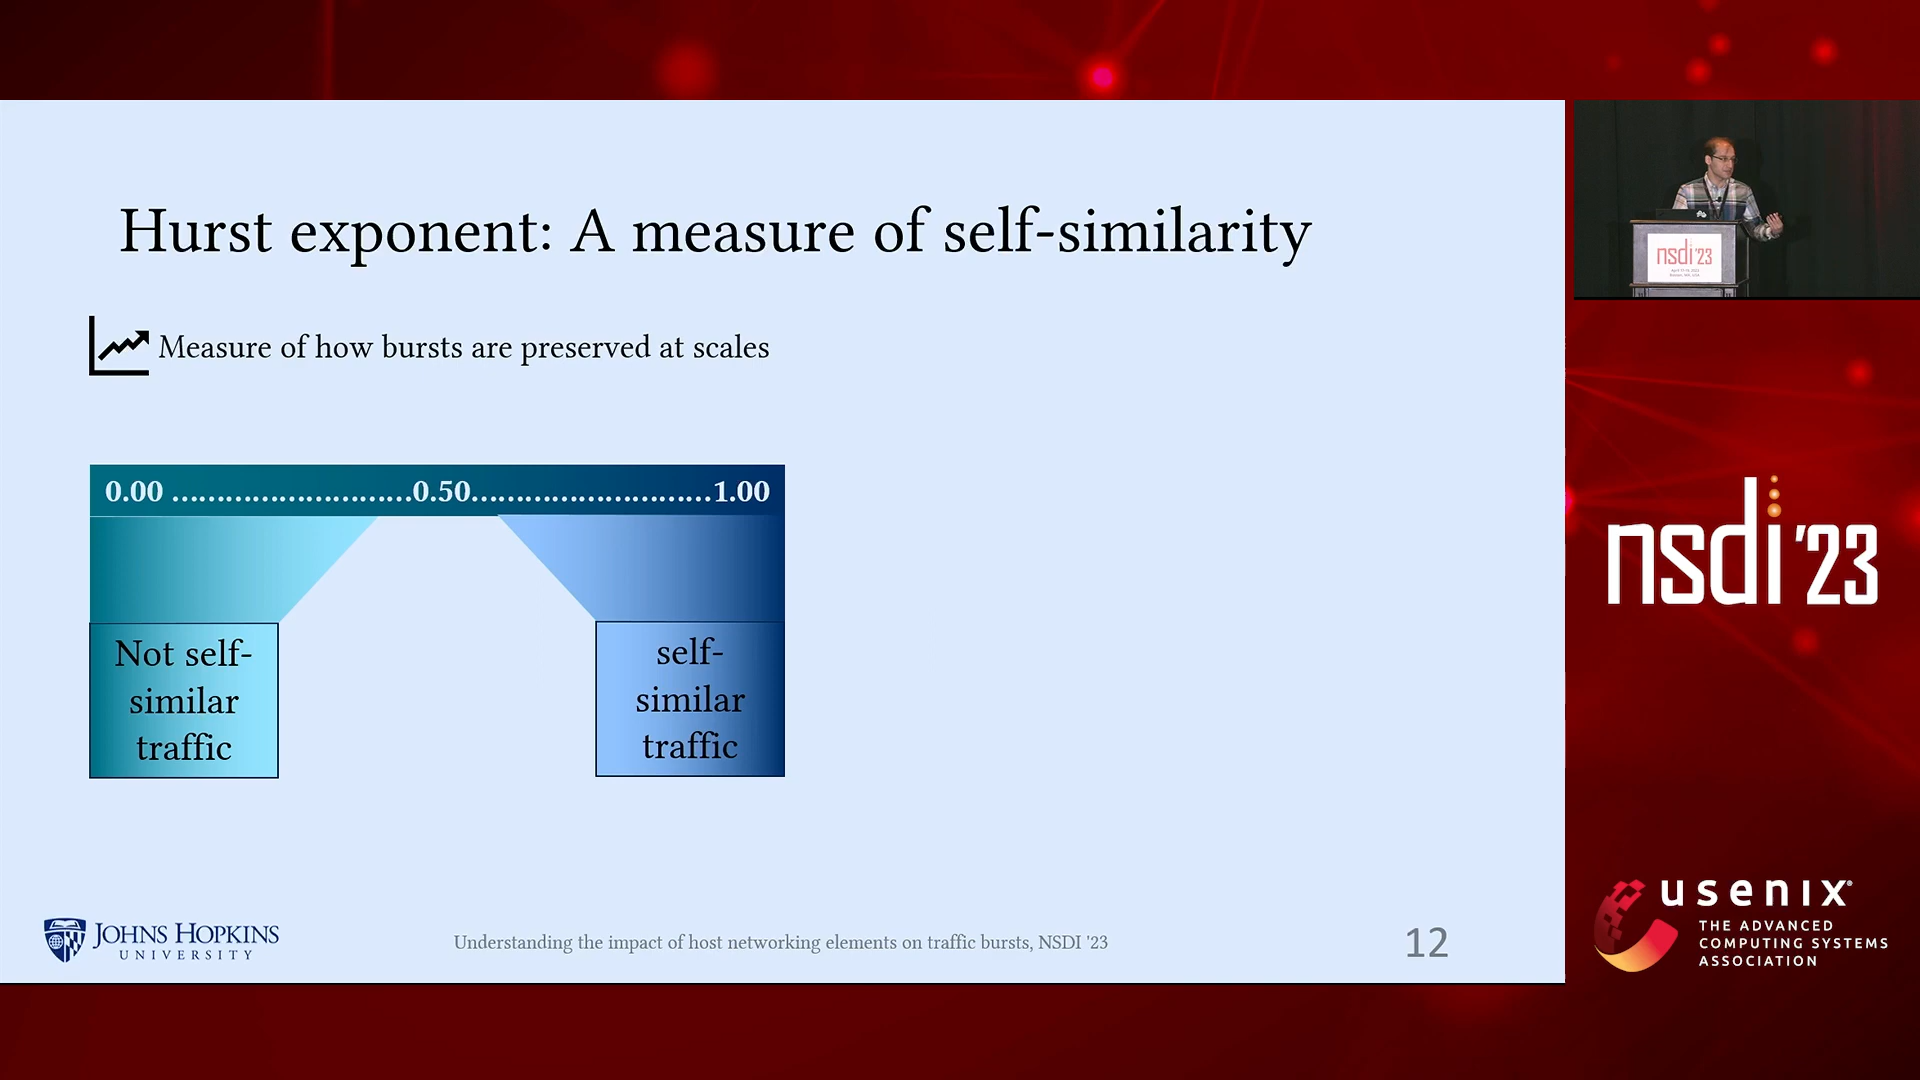 Hurst exponent: A measure of self-similarity
Measure of how bursts are preserved at scales
0.00 ........................0.50........................1.00
Not self-
similar
traffic
self-
similar
traffic
JOHNS HOPKINS
UNIVERSITY
Understanding the impact of host networking elements on traffic bursts, NSDI '23
12
nsdi '23
nsdi '23
usenix®
THE ADVANCED
COMPUTING SYSTEMS
ASSOCIATION